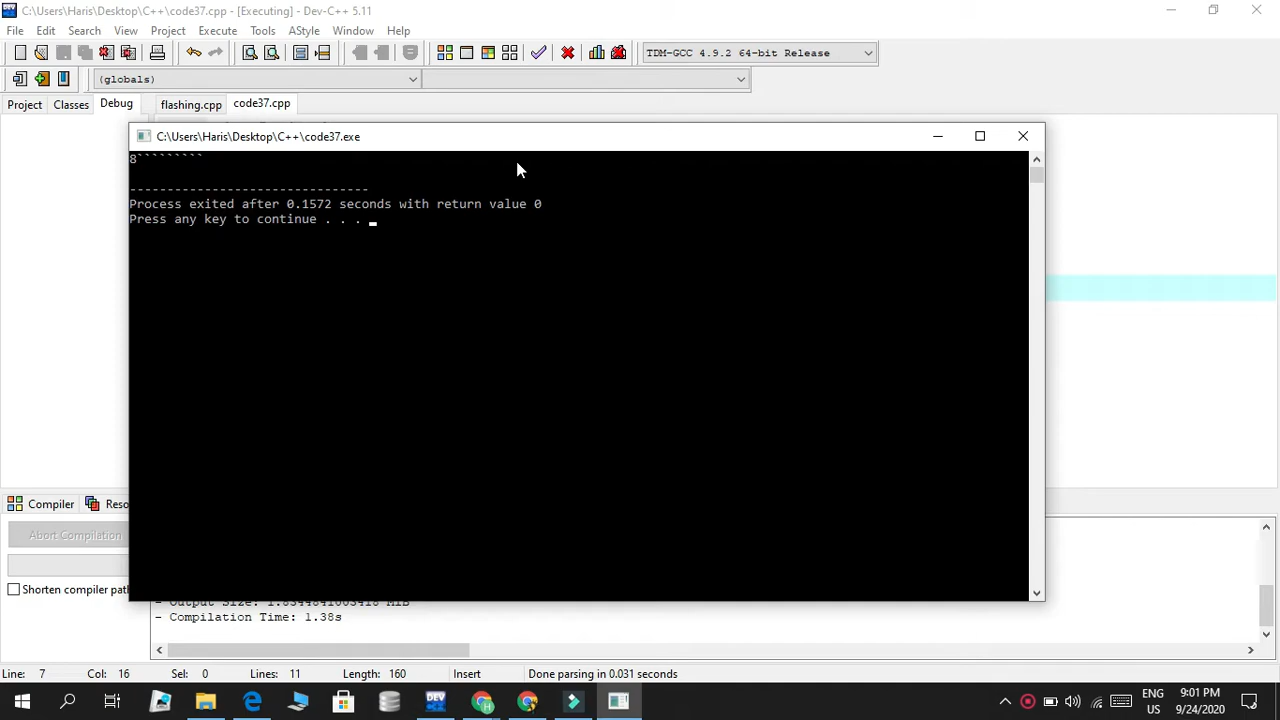 C:\Users\Haris\Desktop\C++\code37.cpp - [Executing] - Dev-C++ 5.11
File Edit Search View Project Execute Tools AStyle Window Help
TDM-GCC 4.9.2 64-bit Release
(globals)
Project Classes Debug flashing.cpp code37.cpp
C:\Users\Haris\Desktop\C++\code37.exe
8`````````
--------------------------------
Process exited after 0.1572 seconds with return value 0
Press any key to continue . . .
Compiler Reso
Abort Compilation
Shorten compiler path
- Output Size: 1.8344841003418 MiB
- Compilation Time: 1.38s
Line: 7 Col: 16 Sel: 0 Lines: 11 Length: 160 Insert Done parsing in 0.031 seconds
ENG 9:01 PM
US 9/24/2020